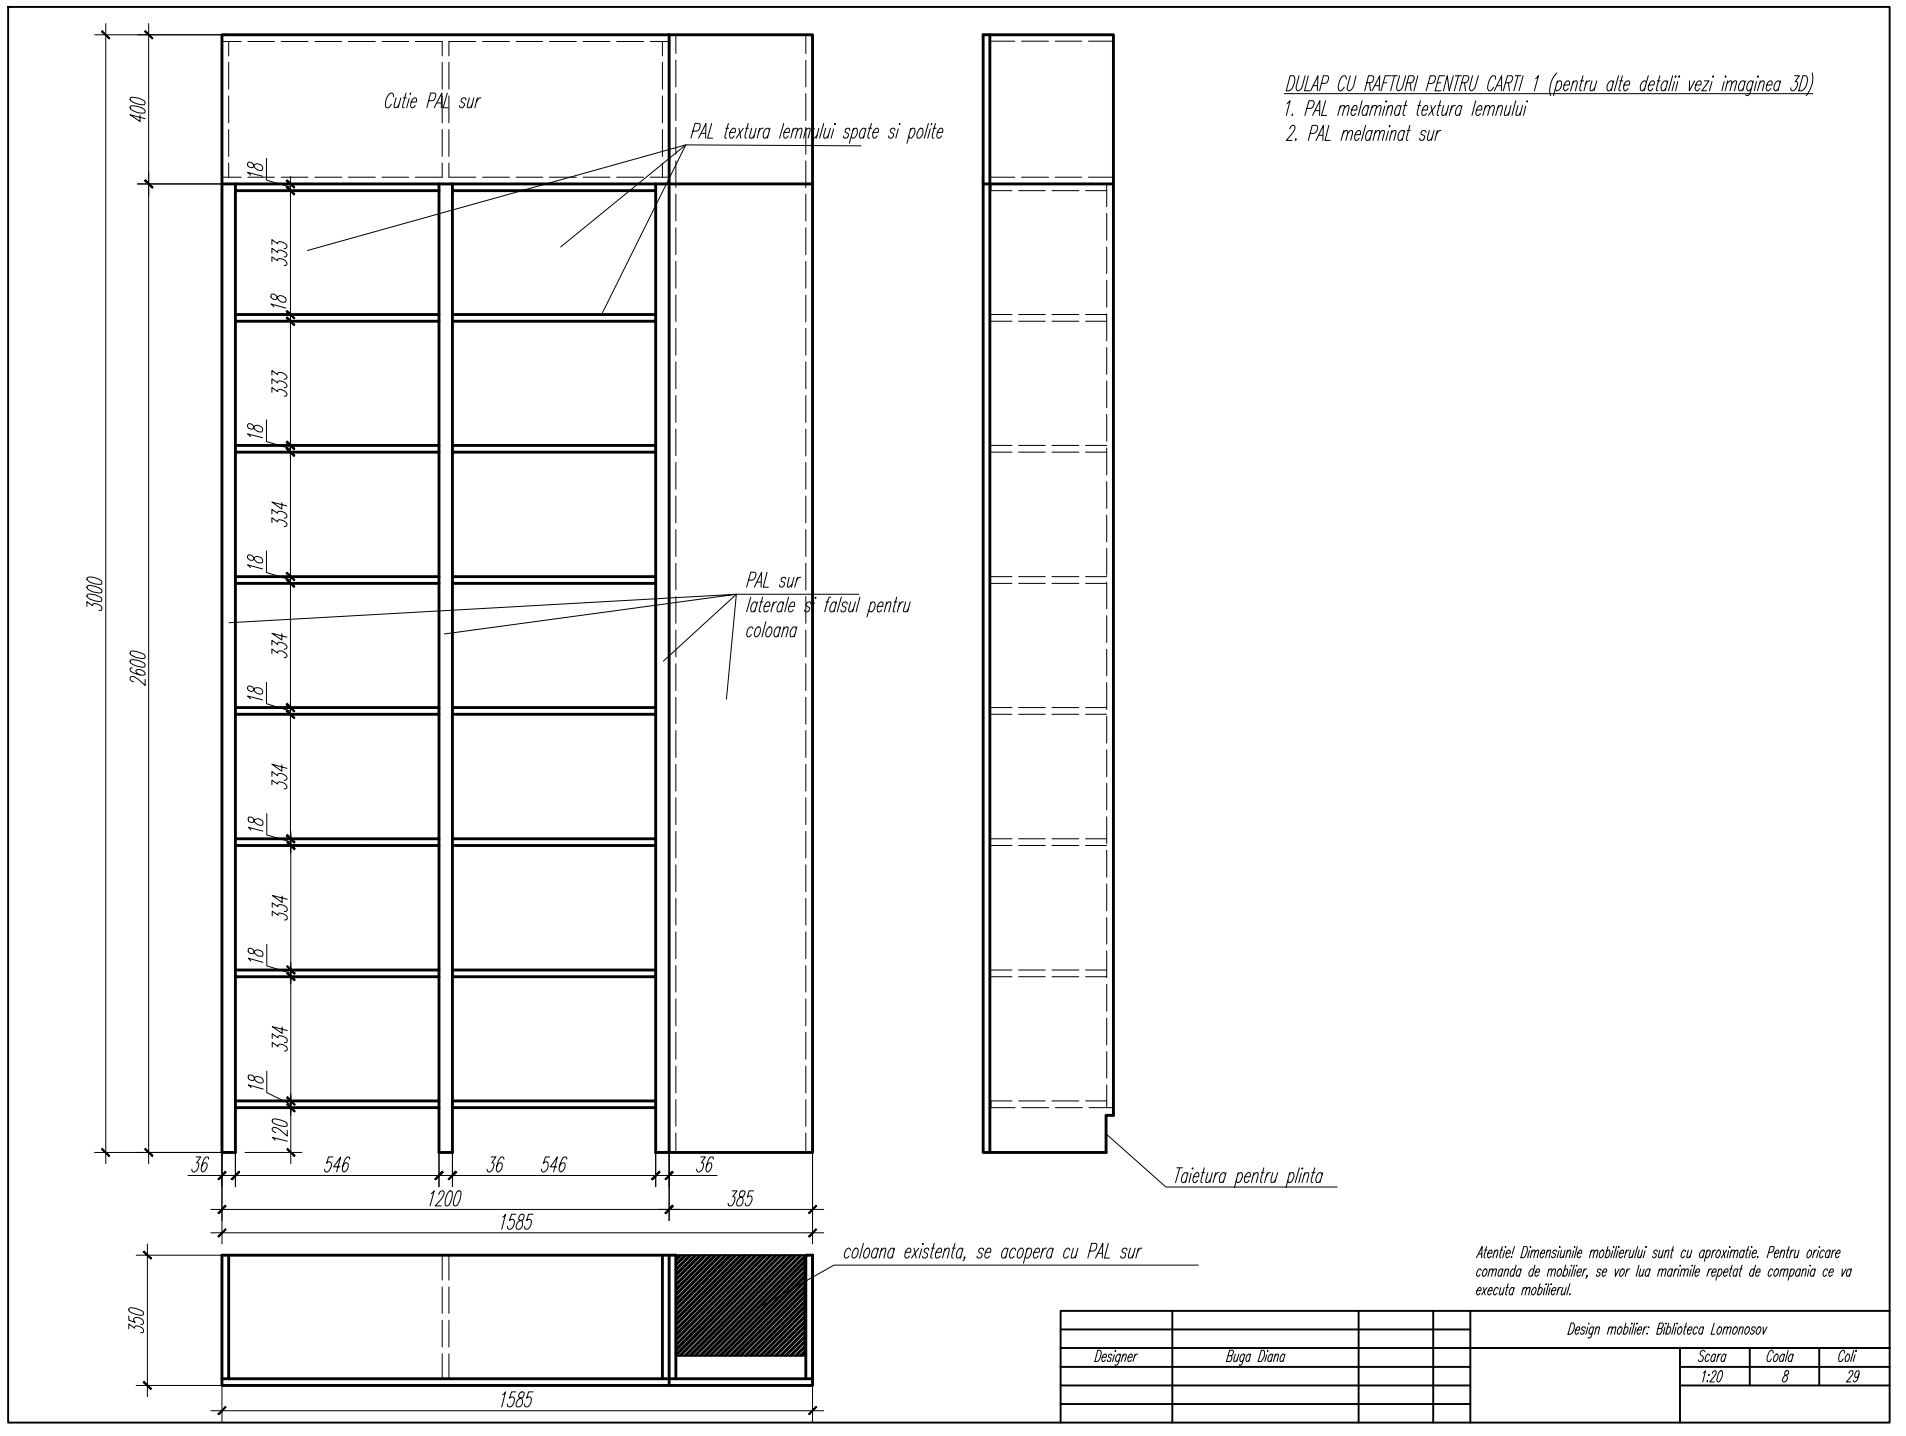 DULAP CU RAFTURI PENTRU CARTI 1 (pentru alte detalii vezi imaginea 3D)
1. PAL melaminat textura lemnului
2. PAL melaminat sur
Cutie PAL sur
PAL textura lemnului spate si polite
400
18
333
18
333
18
334
18
3000
2600
334
18
334
18
334
18
334
18
120
PAL sur
laterale si falsul pentru
coloana
36
546
36
546
36
1200
385
1585
Taietura pentru plinta
coloana existenta, se acopera cu PAL sur
350
1585
Atentie! Dimensiunile mobilierului sunt cu aproximatie. Pentru oricare
comanda de mobilier, se vor lua marimile repetat de compania ce va
executa mobilierul.
Design mobilier: Biblioteca Lomonosov
Designer
Buga Diana
Scara
Coala
Coli
1:20
8
29